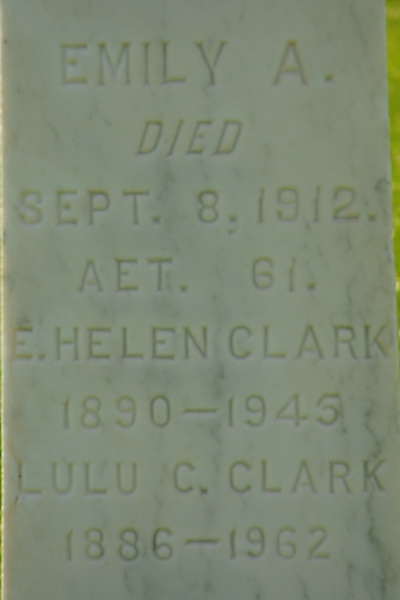 EMILY A.
DIED
SEPT. 8, 1912.
AET. 61.
E. HELEN CLARK
1890—1945
LULU C. CLARK
1886—1962